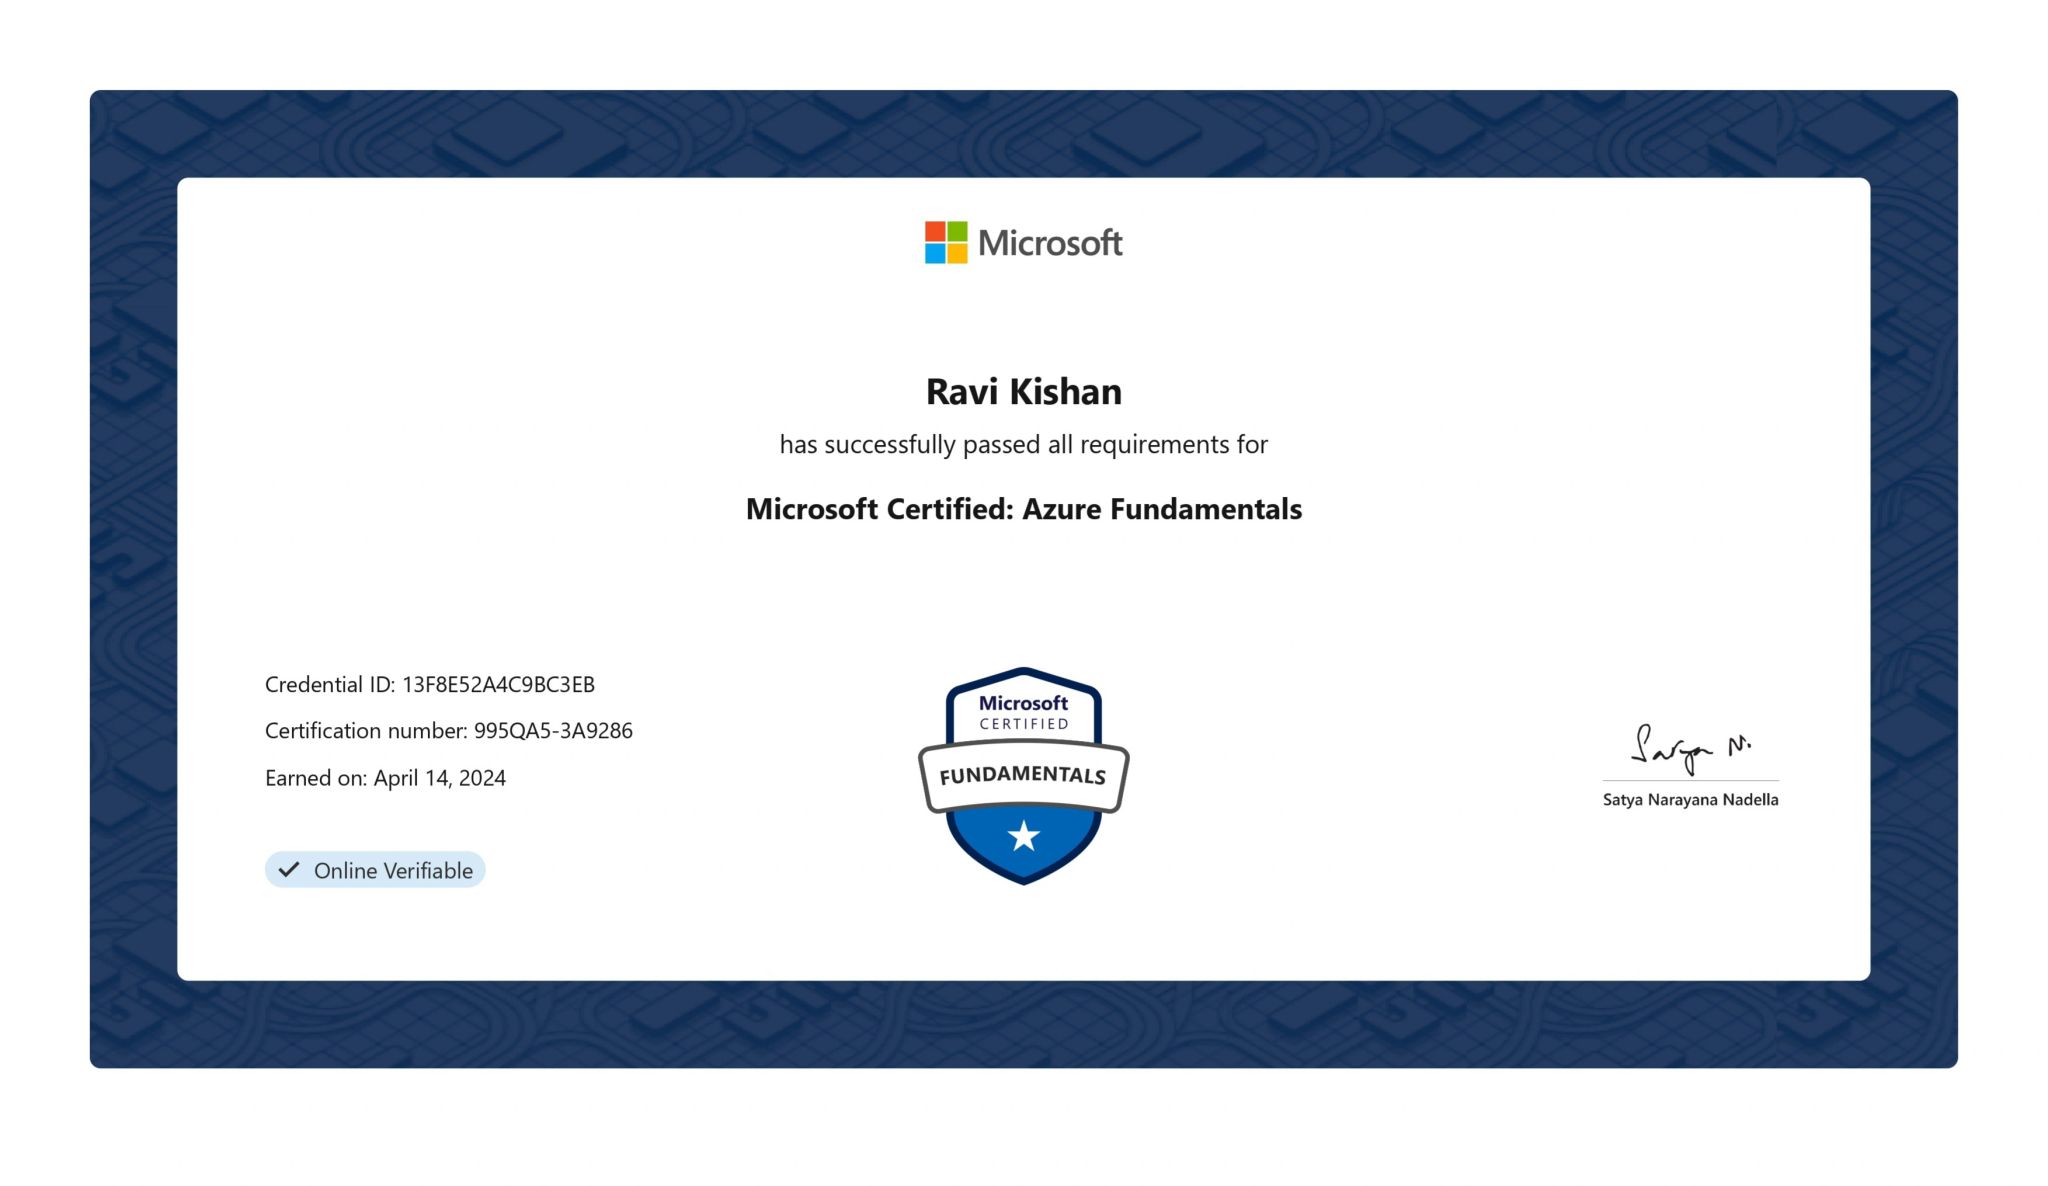 Microsoft
Ravi Kishan
has successfully passed all requirements for
Microsoft Certified: Azure Fundamentals
Credential ID: 13F8E52A4C9BC3EB
Certification number: 995QA5-3A9286
Earned on: April 14, 2024
Online Verifiable
Microsoft
CERTIFIED
FUNDAMENTALS
Satya N.
Satya Narayana Nadella